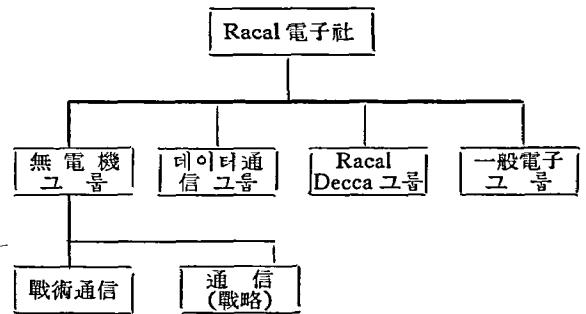 Racal 電子社
無電機
그룹
데이터通
信 그룹
Racal
Decca 그룹
一般電子
그룹
戰術通信
通信
(戰略)